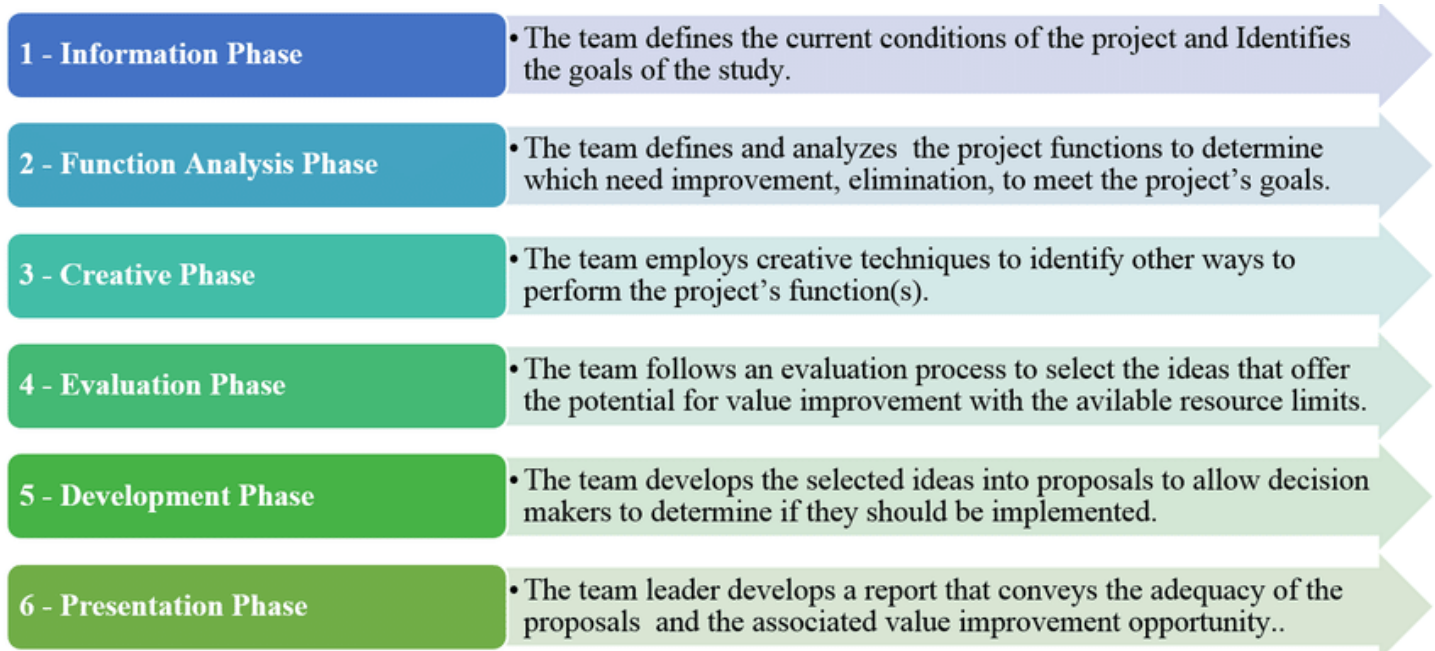 1 - Information Phase
• The team defines the current conditions of the project and Identifies
the goals of the study.
2 - Function Analysis Phase
• The team defines and analyzes  the project functions to determine
which need improvement, elimination, to meet the project’s goals.
3 - Creative Phase
• The team employs creative techniques to identify other ways to
perform the project’s function(s).
4 - Evaluation Phase
• The team follows an evaluation process to select the ideas that offer
the potential for value improvement with the avilable resource limits.
5 - Development Phase
• The team develops the selected ideas into proposals to allow decision
makers to determine if they should be implemented.
6 - Presentation Phase
• The team leader develops a report that conveys the adequacy of the
proposals  and the associated value improvement opportunity..